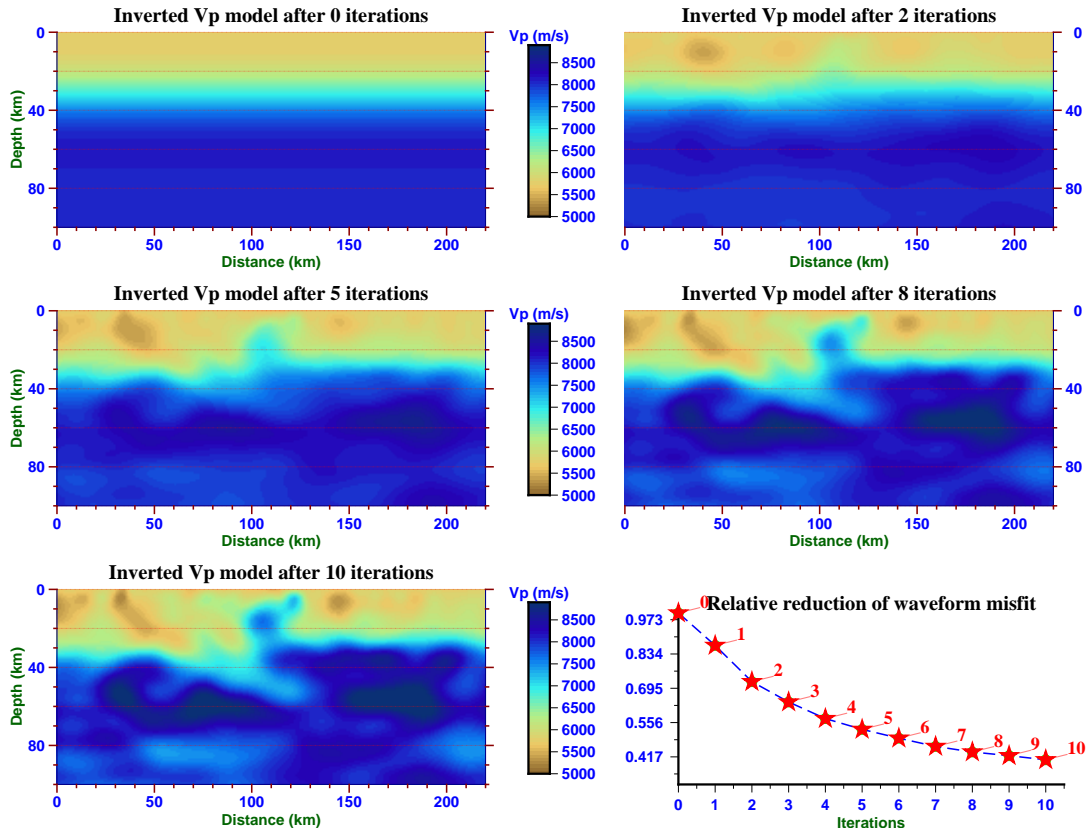 Inverted Vp model after 0 iterations
Vp (m/s)
0
40
80
Depth (km)
0 50 100 150 200
Distance (km)
8500
8000
7500
7000
6500
6000
5500
5000
Inverted Vp model after 2 iterations
0
40
80
0 50 100 150 200
Distance (km)
Inverted Vp model after 5 iterations
Vp (m/s)
0
40
80
Depth (km)
0 50 100 150 200
Distance (km)
8500
8000
7500
7000
6500
6000
5500
5000
Inverted Vp model after 8 iterations
0
40
80
0 50 100 150 200
Distance (km)
Inverted Vp model after 10 iterations
Vp (m/s)
0
40
80
Depth (km)
0 50 100 150 200
Distance (km)
8500
8000
7500
7000
6500
6000
5500
5000
Relative reduction of waveform misfit
0.973
0.834
0.695
0.556
0.417
0 1 2 3 4 5 6 7 8 9 10
0 1 2 3 4 5 6 7 8 9 10
Iterations